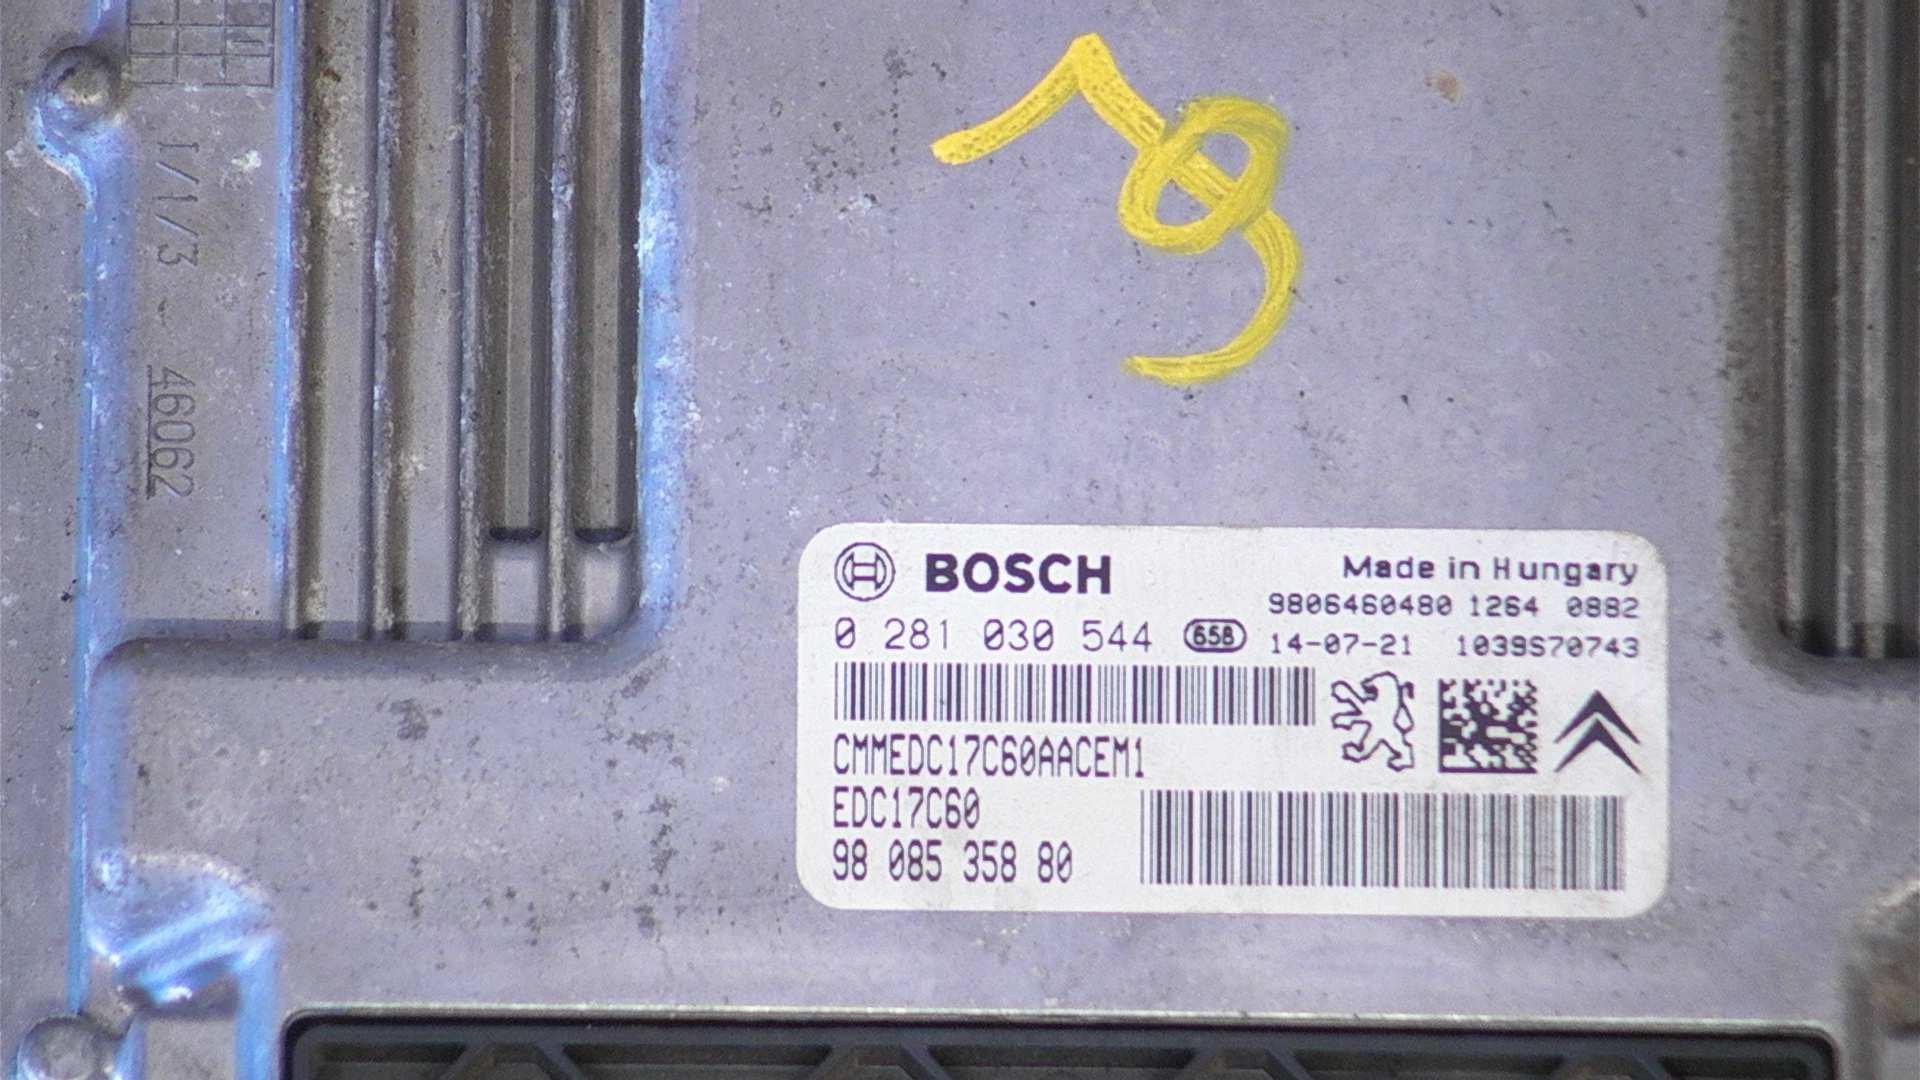 I/1/3
46062
BOSCH
Made in Hungary
9806460480 1264 0882
0 281 030 544 658 14-07-21 1039S70743
CMMEDC17C60AACEM1
EDC17C60
98 085 358 80